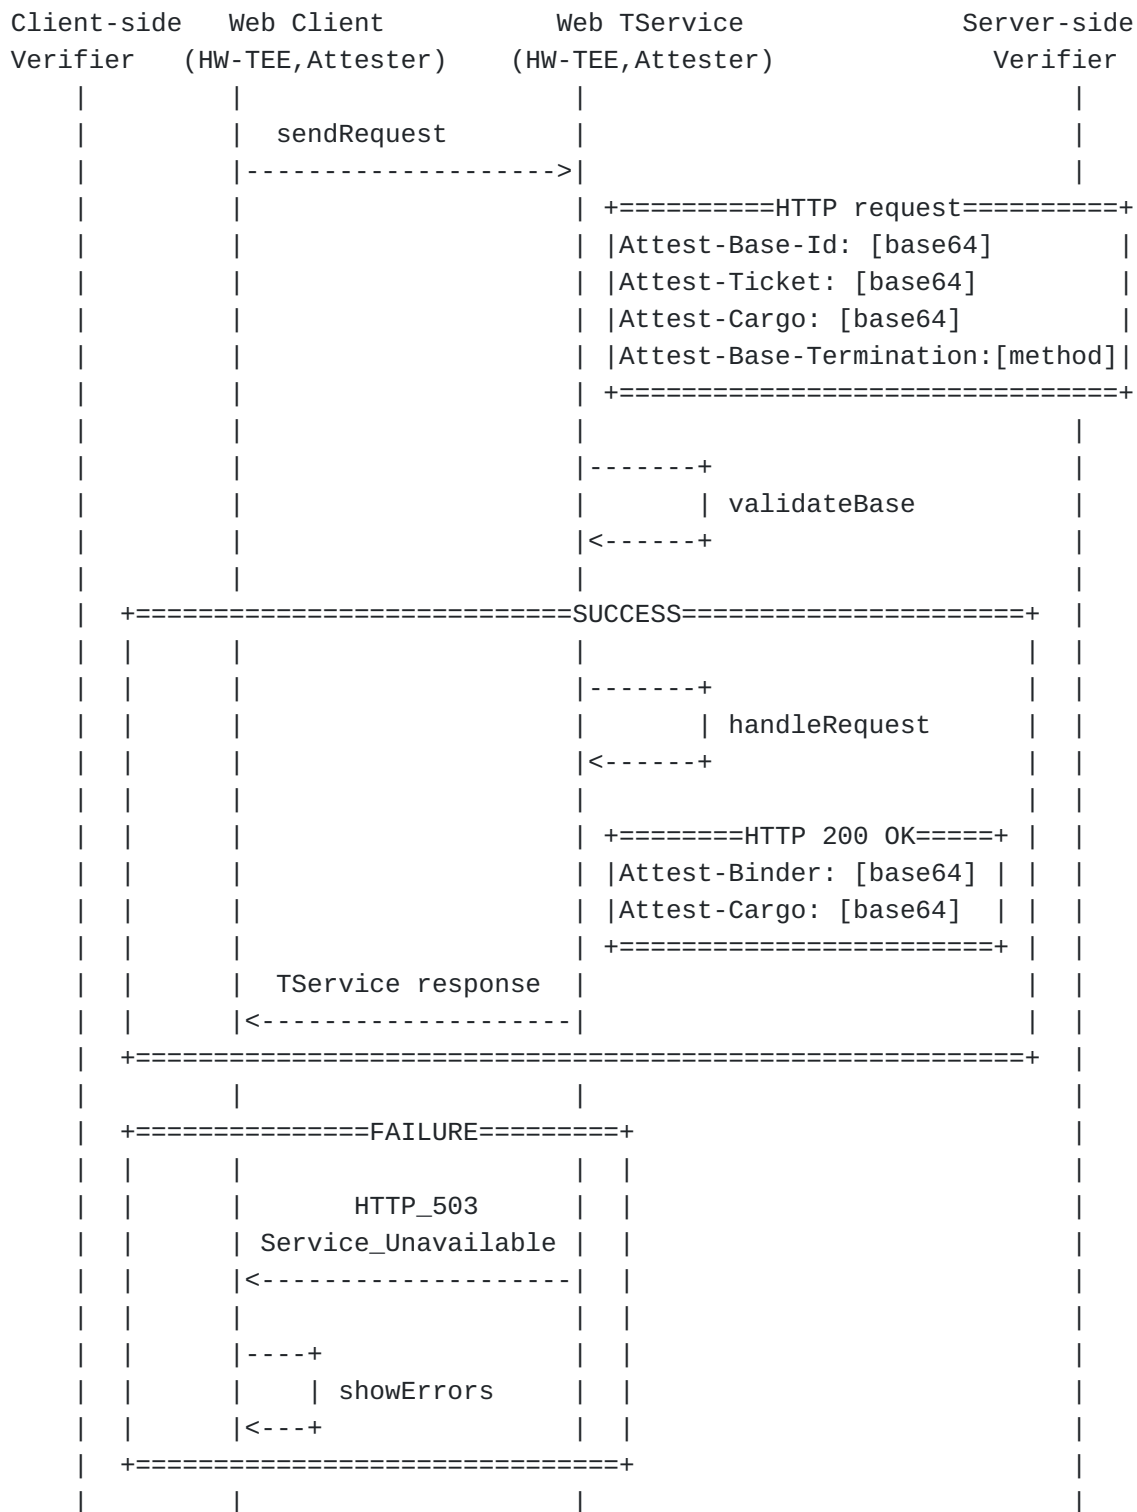 Client-side   Web Client           Web TService              Server-side
Verifier   (HW-TEE,Attester)    (HW-TEE,Attester)              Verifier
sendRequest
+==========HTTP request==========+
|Attest-Base-Id: [base64]        |
|Attest-Ticket: [base64]         |
|Attest-Cargo: [base64]          |
|Attest-Base-Termination:[method]|
validateBase
SUCCESS
handleRequest
+========HTTP 200 OK=====+
|Attest-Binder: [base64] |
|Attest-Cargo: [base64]  |
TService response
FAILURE
HTTP_503
Service_Unavailable
showErrors